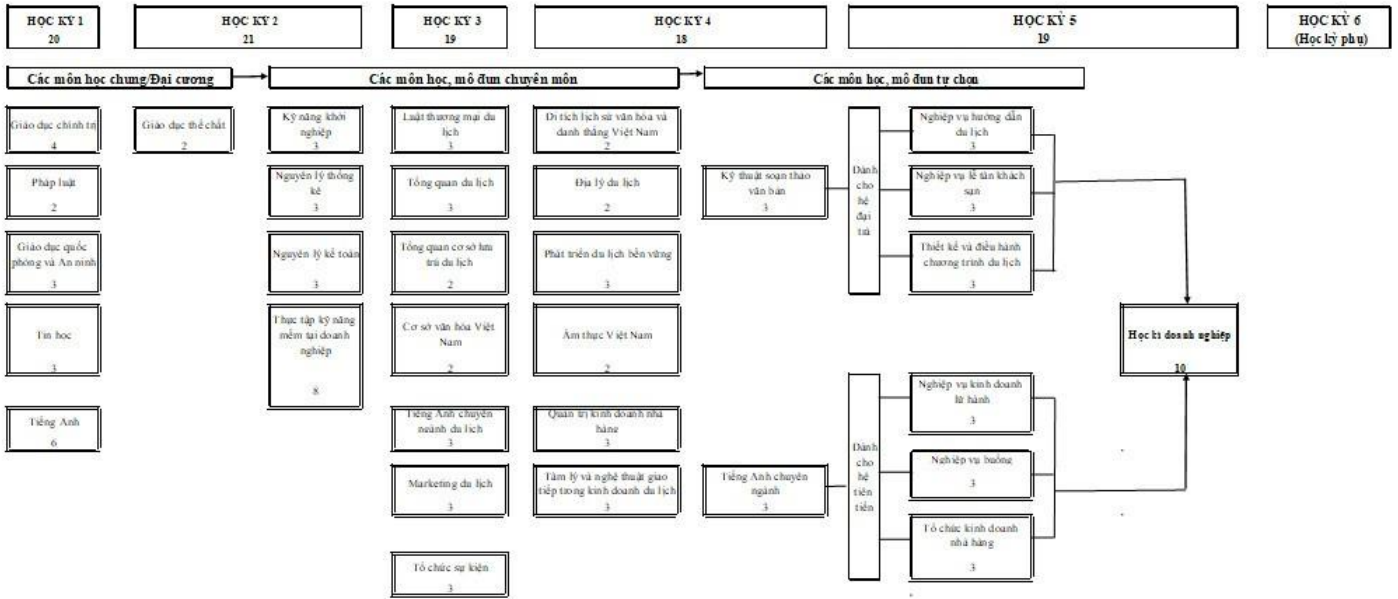 HỌC KỲ 1
20
HỌC KỲ 2
21
HỌC KỲ 3
19
HỌC KỲ 4
18
HỌC KỲ 5
19
HỌC KỲ 6
(Học kỳ phụ)
Các môn học chung/Đại cương
Các môn học, mô đun chuyên môn
Các môn học, mô đun tự chọn
Giáo dục chính trị
4
Pháp luật
2
Giáo dục quốc
phòng và An ninh
3
Tin học
3
Tiếng Anh
6
Giáo dục thể chất
2
Kỹ năng khởi
nghiệp
3
Nguyên lý thống
kê
3
Nguyên lý kế toán
3
Thực tập kỹ năng
mềm tại doanh
nghiệp
8
Luật thương mại du
lịch
3
Tổng quan du lịch
3
Tổng quan cơ sở lưu
trú du lịch
2
Cơ sở văn hóa Việt
Nam
2
Tiếng Anh chuyên
ngành du lịch
3
Marketing du lịch
3
Tổ chức sự kiện
3
Di tích lịch sử văn hóa và
danh thắng Việt Nam
2
Địa lý du lịch
2
Phát triển du lịch bền vững
3
Ẩm thực Việt Nam
2
Quản trị kinh doanh nhà
hàng
3
Tâm lý và nghệ thuật giao
tiếp trong kinh doanh du lịch
3
Kỹ thuật soạn thảo
văn bản
3
Tiếng Anh chuyên
ngành
3
Dành
cho
hệ
đại
trà
Nghiệp vụ hướng dẫn
du lịch
3
Nghiệp vụ lễ tân khách
sạn
3
Thiết kế và điều hành
chương trình du lịch
3
Dành
cho
hệ
tiên
tiến
Nghiệp vụ kinh doanh
lữ hành
3
Nghiệp vụ buồng
3
Tổ chức kinh doanh
nhà hàng
3
Học kì doanh nghiệp
10